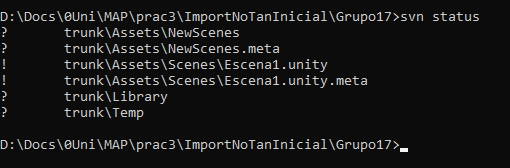 D:\Docs\0Uni\MAP\prac3\ImportNoTanInicial\Grupo17>svn status
?       trunk\Assets\NewScenes
?       trunk\Assets\NewScenes.meta
!       trunk\Assets\Scenes\Escena1.unity
!       trunk\Assets\Scenes\Escena1.unity.meta
?       trunk\Library
?       trunk\Temp
D:\Docs\0Uni\MAP\prac3\ImportNoTanInicial\Grupo17>